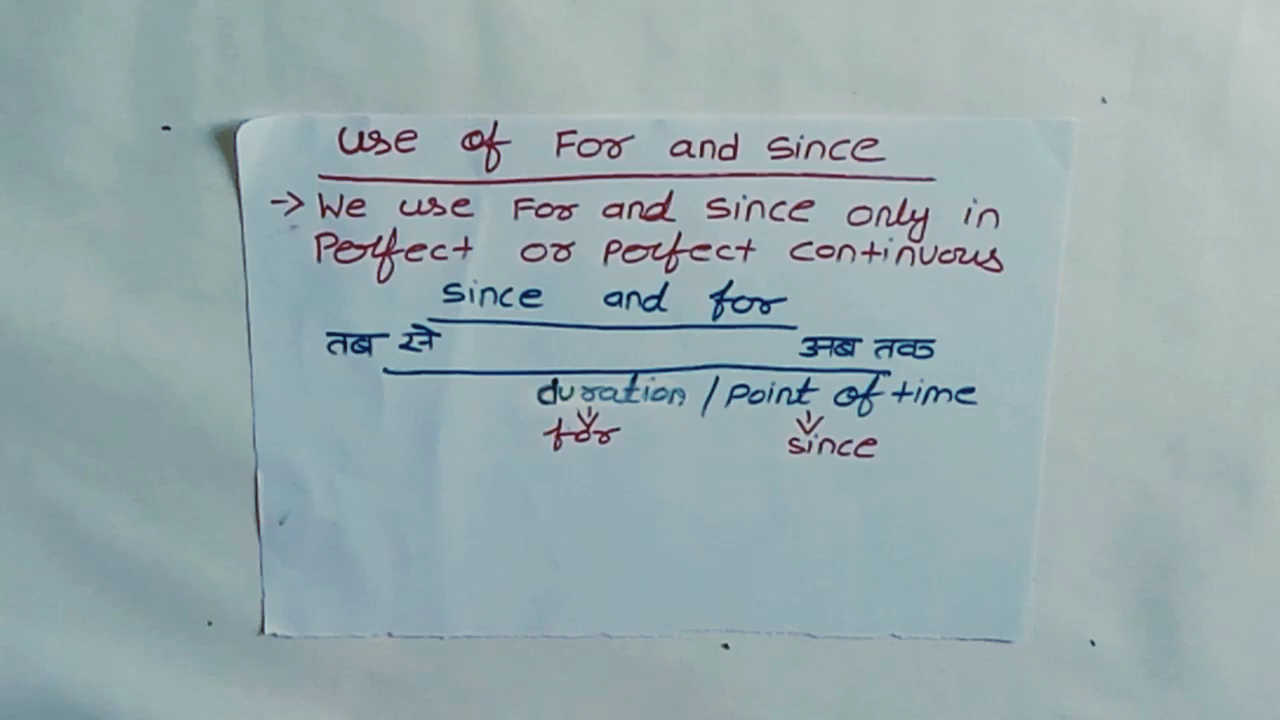 use of For and since
→ We use For and since only in
Perfect or perfect continuous
since and for
तब से अब तक
duration / point of time
for since